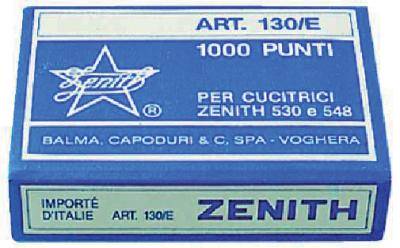 ART. 130/E
1000 PUNTI
Zenith
®
PER CUCITRICI
ZENITH 530 e 548
BALMA, CAPODURI & C, SPA - VOGHERA
IMPORTÉ
D'ITALIE ART. 130/E ZENITH